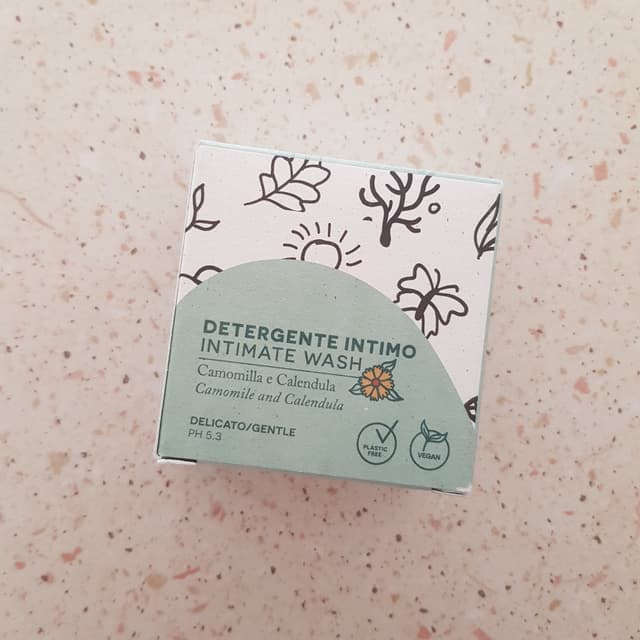 DETERGENTE INTIMO
INTIMATE WASH
Camomilla e Calendula
Camomile and Calendula
DELICATO/GENTLE
PH 5.3
PLASTIC
FREE
VEGAN